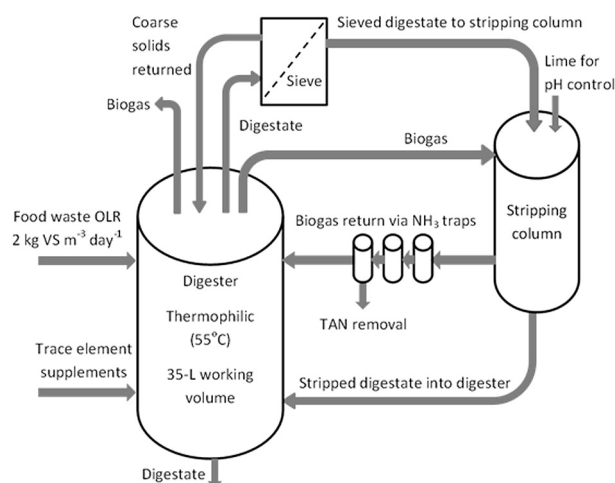 Coarse
solids
returned
Sieved digestate to stripping column
Sieve
Lime for
pH control
Biogas
Digestate
Biogas
Food waste OLR
2 kg VS m⁻³ day⁻¹
Biogas return via NH₃ traps
Stripping
column
Digester
Thermophilic
(55°C)
TAN removal
Trace element
supplements
35-L working
volume
Stripped digestate into digester
Digestate